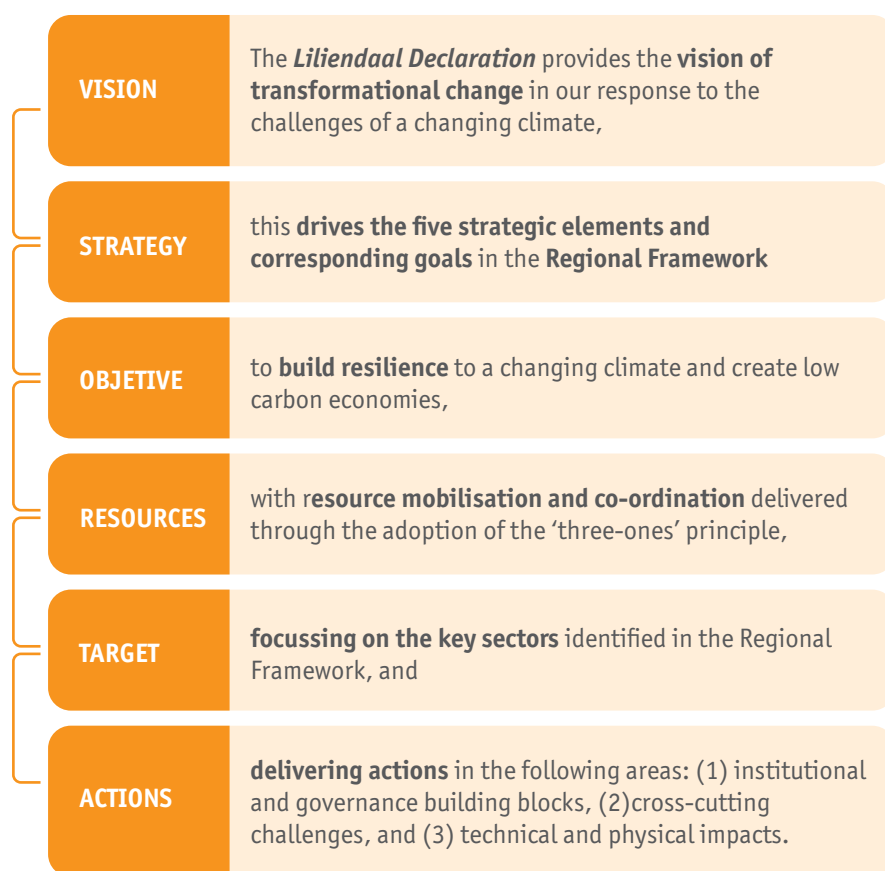 VISION
The Liliendaal Declaration provides the vision of
transformational change in our response to the
challenges of a changing climate,
STRATEGY
this drives the five strategic elements and
corresponding goals in the Regional Framework
OBJETIVE
to build resilience to a changing climate and create low
carbon economies,
RESOURCES
with resource mobilisation and co-ordination delivered
through the adoption of the ‘three-ones’ principle,
TARGET
focussing on the key sectors identified in the Regional
Framework, and
ACTIONS
delivering actions in the following areas: (1) institutional
and governance building blocks, (2)cross-cutting
challenges, and (3) technical and physical impacts.